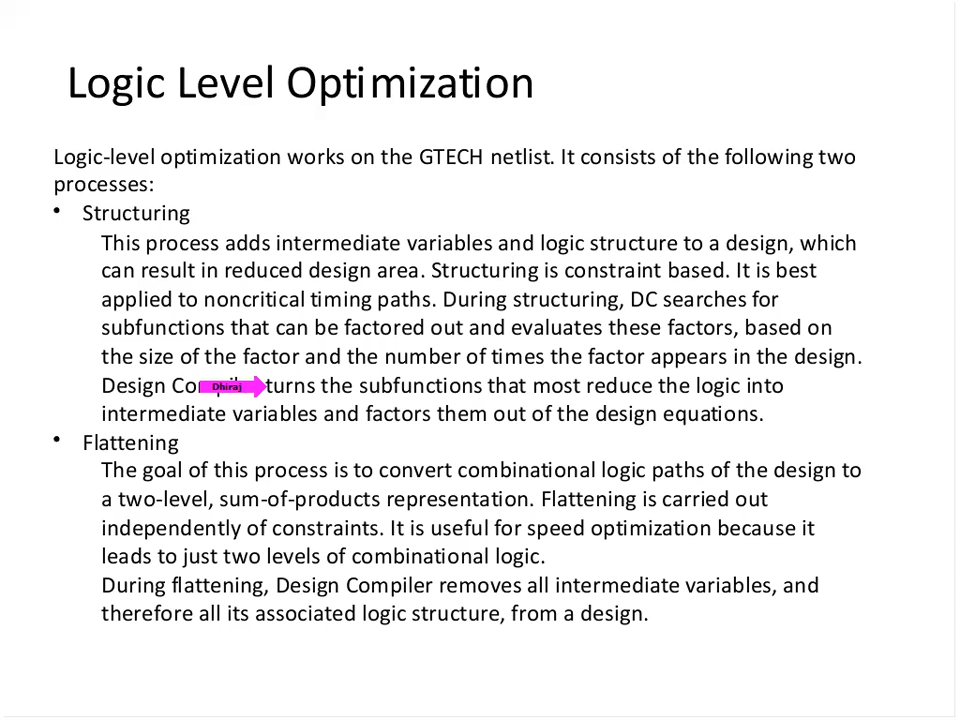 Logic Level Optimization
Logic-level optimization works on the GTECH netlist. It consists of the following two
processes:
• Structuring
This process adds intermediate variables and logic structure to a design, which
can result in reduced design area. Structuring is constraint based. It is best
applied to noncritical timing paths. During structuring, DC searches for
subfunctions that can be factored out and evaluates these factors, based on
the size of the factor and the number of times the factor appears in the design.
Design Compiler turns the subfunctions that most reduce the logic into
Dhiraj
intermediate variables and factors them out of the design equations.
• Flattening
The goal of this process is to convert combinational logic paths of the design to
a two-level, sum-of-products representation. Flattening is carried out
independently of constraints. It is useful for speed optimization because it
leads to just two levels of combinational logic.
During flattening, Design Compiler removes all intermediate variables, and
therefore all its associated logic structure, from a design.